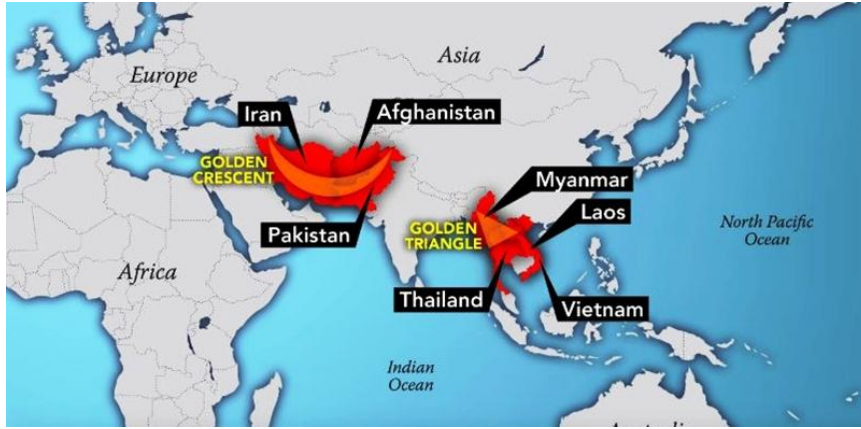 Asia
Europe
Iran
Afghanistan
GOLDEN
CRESCENT
Myanmar
Laos
Pakistan
GOLDEN
TRIANGLE
North Pacific
Ocean
Africa
Thailand
Vietnam
Indian
Ocean